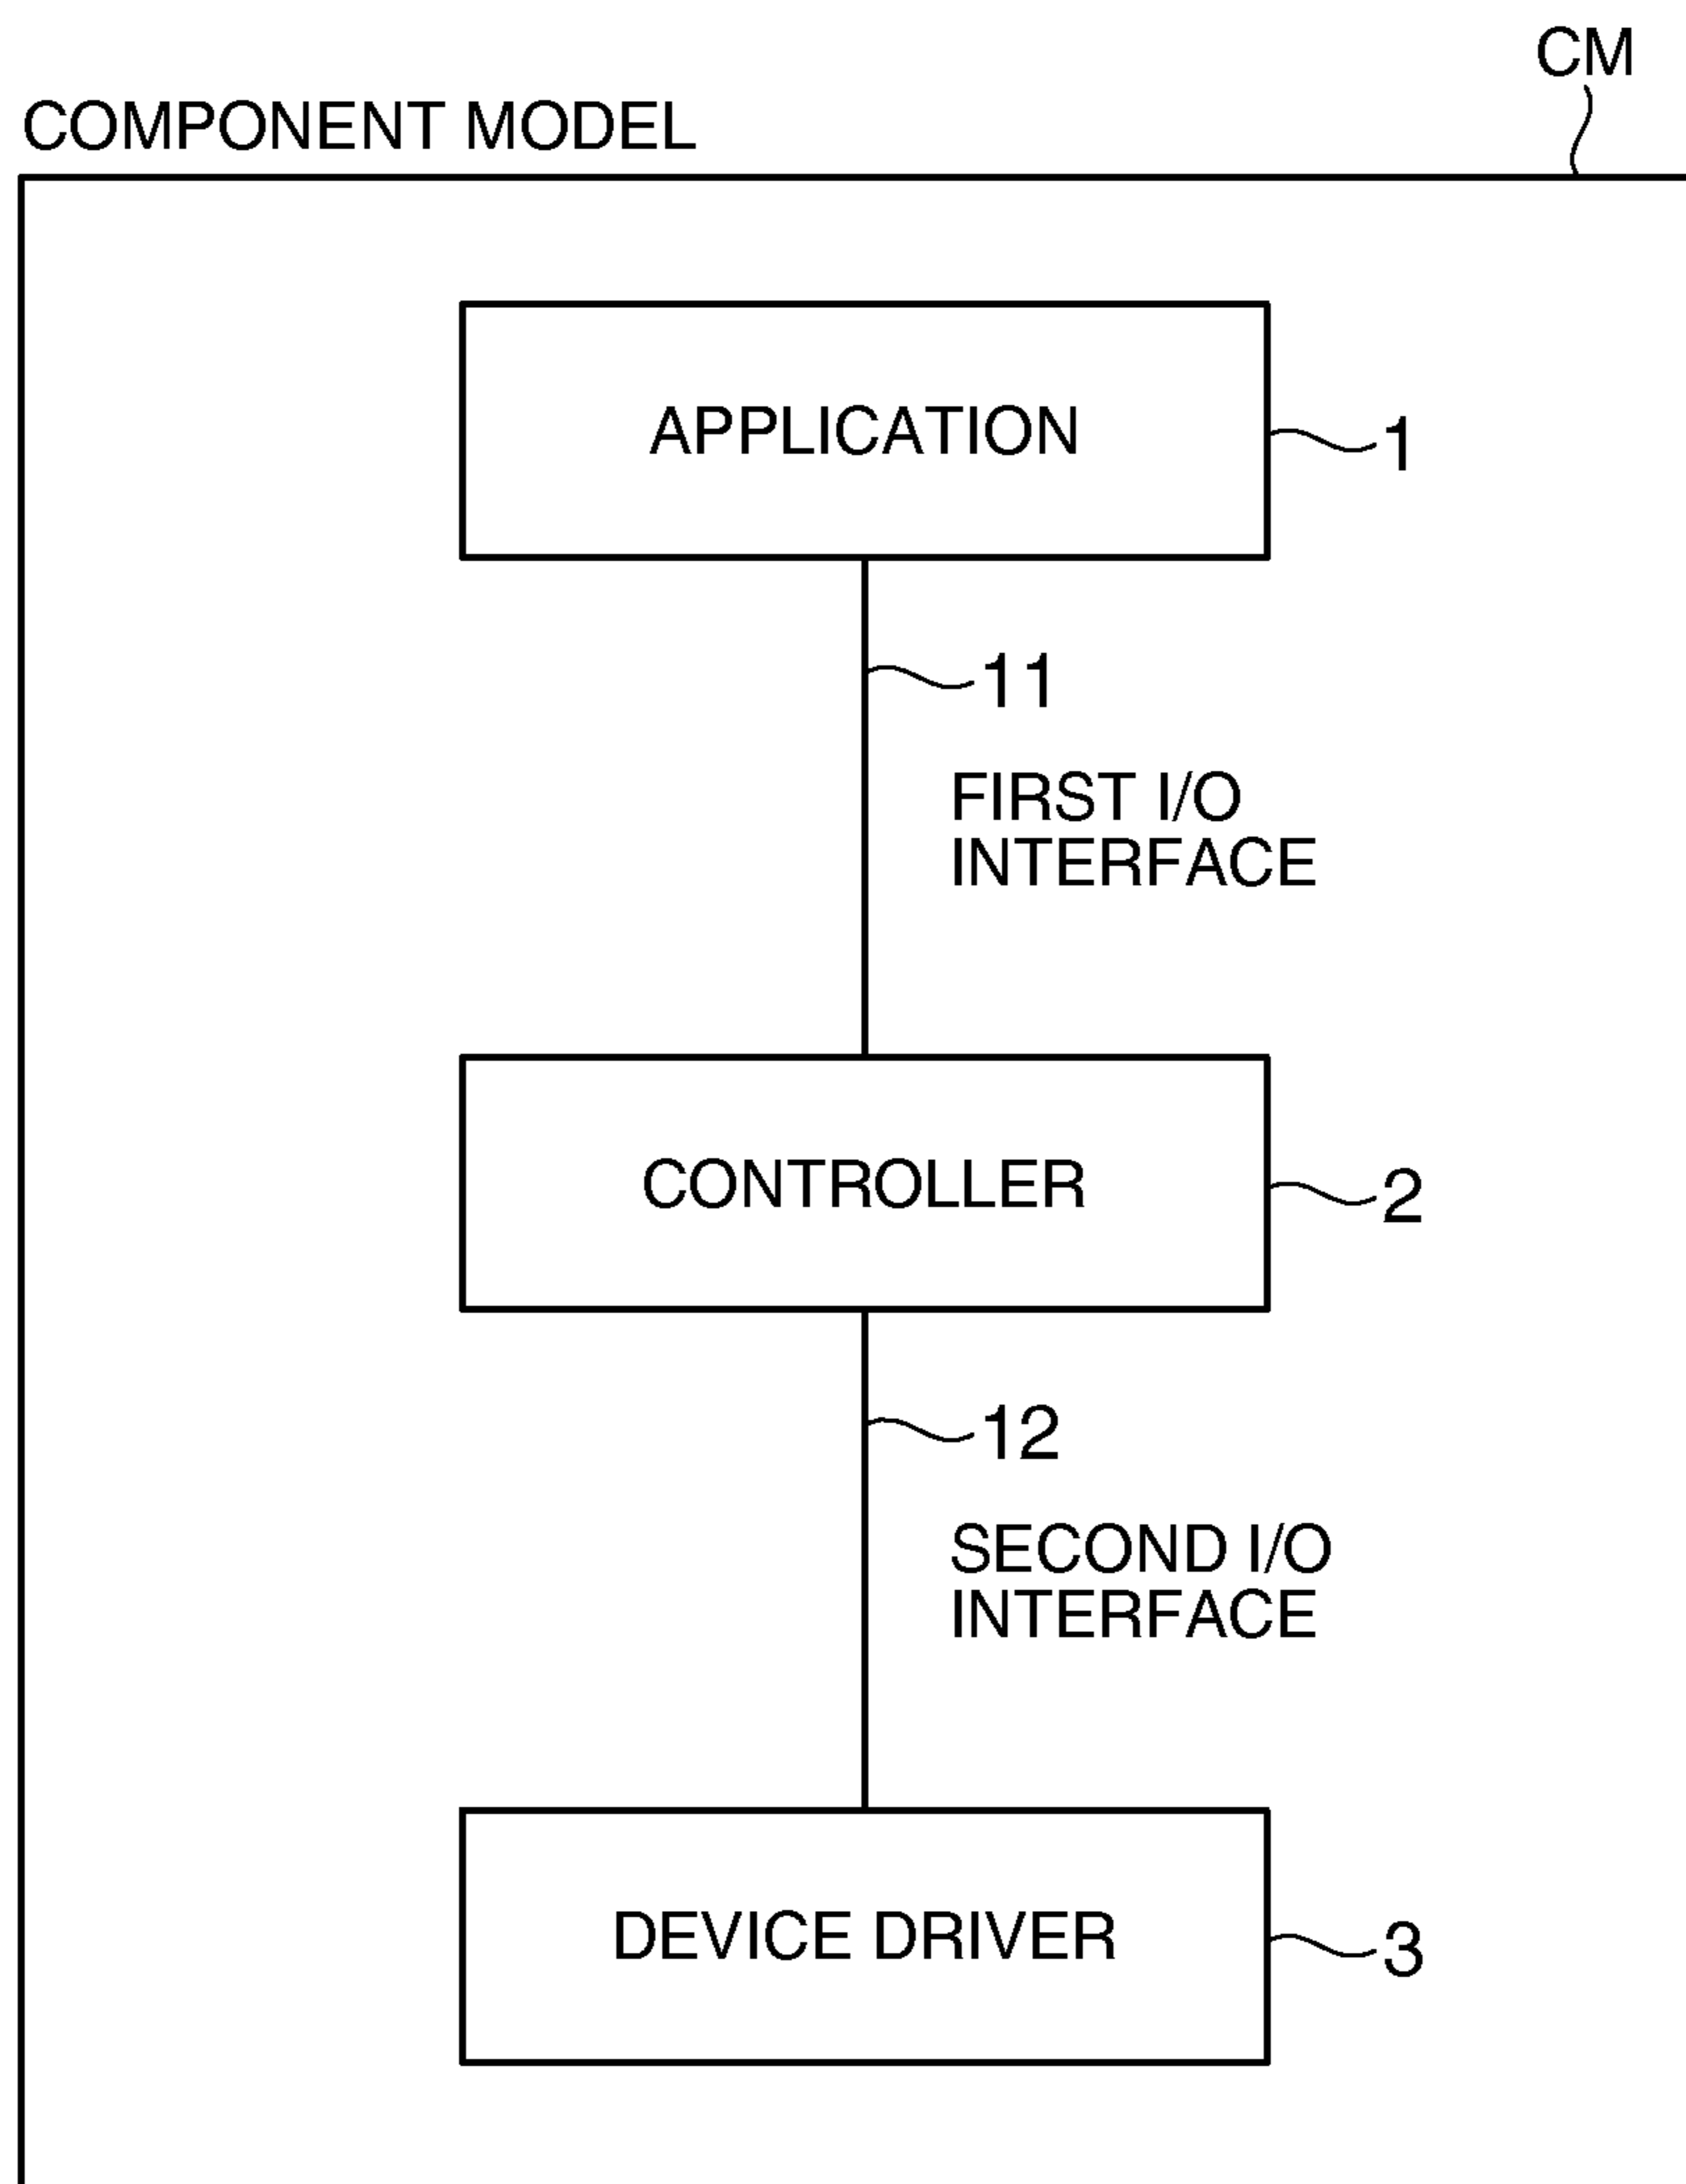 CM
COMPONENT MODEL
APPLICATION
1
11
FIRST I/O
INTERFACE
CONTROLLER
2
12
SECOND I/O
INTERFACE
DEVICE DRIVER
3